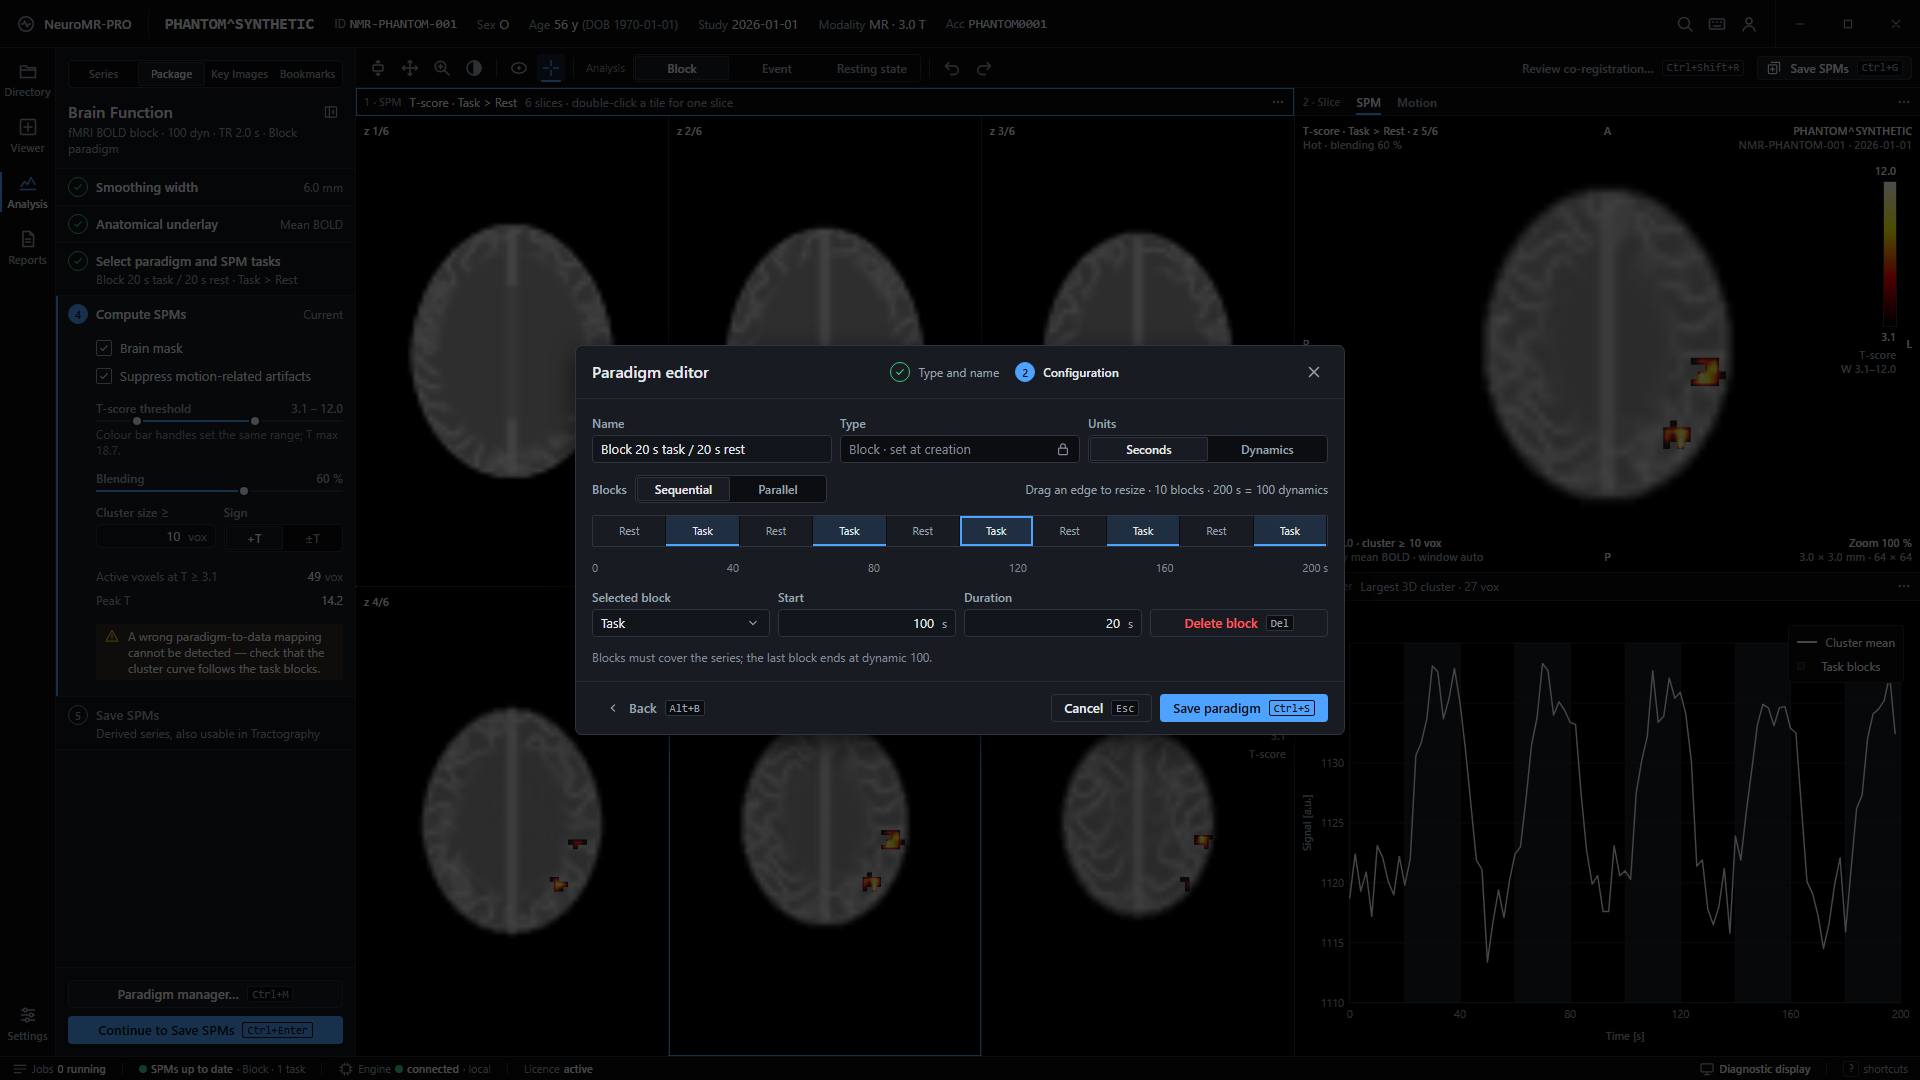 NeuroMR-PRO
PHANTOM^SYNTHETIC
ID NMR-PHANTOM-001
Sex O
Age 56 y (DOB 1970-01-01)
Study 2026-01-01
Modality MR · 3.0 T
Acc PHANTOM0001
Directory
Viewer
Analysis
Reports
Settings
Series
Package
Key Images
Bookmarks
Brain Function
fMRI BOLD block · 100 dyn · TR 2.0 s · Block
paradigm
Smoothing width 6.0 mm
Anatomical underlay Mean BOLD
Select paradigm and SPM tasks
Block 20 s task / 20 s rest · Task > Rest
4 Compute SPMs Current
Brain mask
Suppress motion-related artifacts
T-score threshold 3.1 – 12.0
Colour bar handles set the same range; T max
18.7.
Blending 60 %
Cluster size ≥ Sign
10 vox +T ±T
Active voxels at T ≥ 3.1 49 vox
Peak T 14.2
A wrong paradigm-to-data mapping
cannot be detected — check that the
cluster curve follows the task blocks.
5 Save SPMs
Derived series, also usable in Tractography
Paradigm manager... Ctrl+M
Continue to Save SPMs Ctrl+Enter
Analysis Block Event Resting state
Review co-registration... Ctrl+Shift+R
Save SPMs Ctrl+G
1 · SPM T-score · Task > Rest 6 slices · double-click a tile for one slice
z 1/6
z 2/6
z 3/6
z 4/6
3.1
T-score
2 · Slice SPM Motion
T-score · Task > Rest · z 5/6
Hot · blending 60 %
A
PHANTOM^SYNTHETIC
NMR-PHANTOM-001 · 2026-01-01
12.0
3.1
T-score
W 3.1–12.0
R
L
P
.0 · cluster ≥ 10 vox
mean BOLD · window auto
Zoom 100 %
3.0 × 3.0 mm · 64 × 64
Largest 3D cluster · 27 vox
Cluster mean
Task blocks
Signal [a.u.]
1130
1125
1120
1115
1110
0 40 80 120 160 200
Time [s]
Paradigm editor
Type and name
2 Configuration
Name
Block 20 s task / 20 s rest
Type
Block · set at creation
Units
Seconds Dynamics
Blocks Sequential Parallel
Drag an edge to resize · 10 blocks · 200 s = 100 dynamics
Rest Task Rest Task Rest Task Rest Task Rest Task
0 40 80 120 160 200 s
Selected block
Task
Start
100 s
Duration
20 s
Delete block Del
Blocks must cover the series; the last block ends at dynamic 100.
Back Alt+B
Cancel Esc
Save paradigm Ctrl+S
Jobs 0 running
SPMs up to date · Block · 1 task
Engine connected · local
Licence active
Diagnostic display
? shortcuts